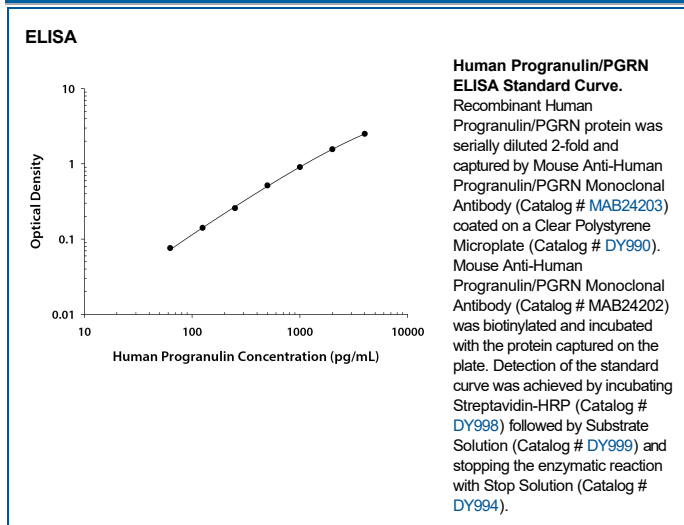 ELISA
10
1
0.1
0.01
Optical Density
10
100
1000
10000
Human Progranulin Concentration (pg/mL)
Human Progranulin/PGRN
ELISA Standard Curve.
Recombinant Human
Progranulin/PGRN protein was
serially diluted 2-fold and
captured by Mouse Anti-Human
Progranulin/PGRN Monoclonal
Antibody (Catalog # MAB24203)
coated on a Clear Polystyrene
Microplate (Catalog # DY990).
Mouse Anti-Human
Progranulin/PGRN Monoclonal
Antibody (Catalog # MAB24202)
was biotinylated and incubated
with the protein captured on the
plate. Detection of the standard
curve was achieved by incubating
Streptavidin-HRP (Catalog #
DY998) followed by Substrate
Solution (Catalog # DY999) and
stopping the enzymatic reaction
with Stop Solution (Catalog #
DY994).